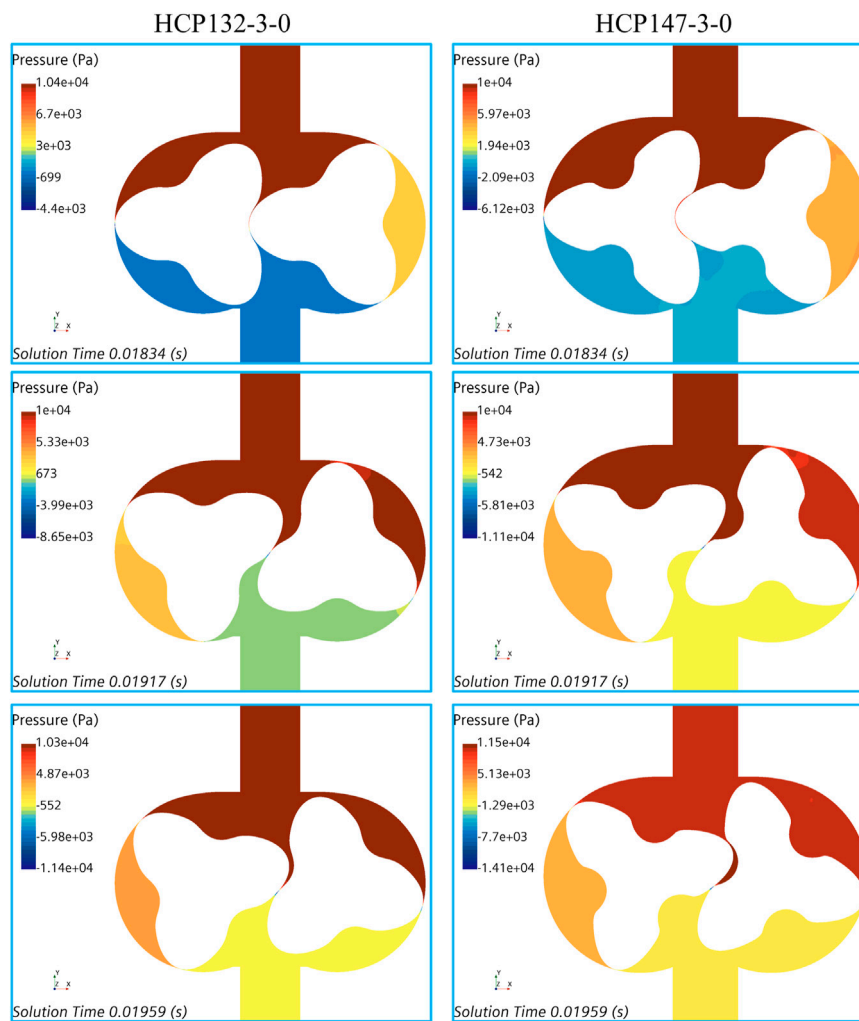 HCP132-3-0
HCP147-3-0
Pressure (Pa)
1.04e+04
6.7e+03
3e+03
-699
-4.4e+03
Y
Z X
Solution Time 0.01834 (s)
Pressure (Pa)
1e+04
5.97e+03
1.94e+03
-2.09e+03
-6.12e+03
Y
Z X
Solution Time 0.01834 (s)
Pressure (Pa)
1e+04
5.33e+03
673
-3.99e+03
-8.65e+03
Y
Z X
Solution Time 0.01917 (s)
Pressure (Pa)
1e+04
4.73e+03
-542
-5.81e+03
-1.11e+04
Y
Z X
Solution Time 0.01917 (s)
Pressure (Pa)
1.03e+04
4.87e+03
-552
-5.98e+03
-1.14e+04
Y
Z X
Solution Time 0.01959 (s)
Pressure (Pa)
1.15e+04
5.13e+03
-1.29e+03
-7.7e+03
-1.41e+04
Y
Z X
Solution Time 0.01959 (s)